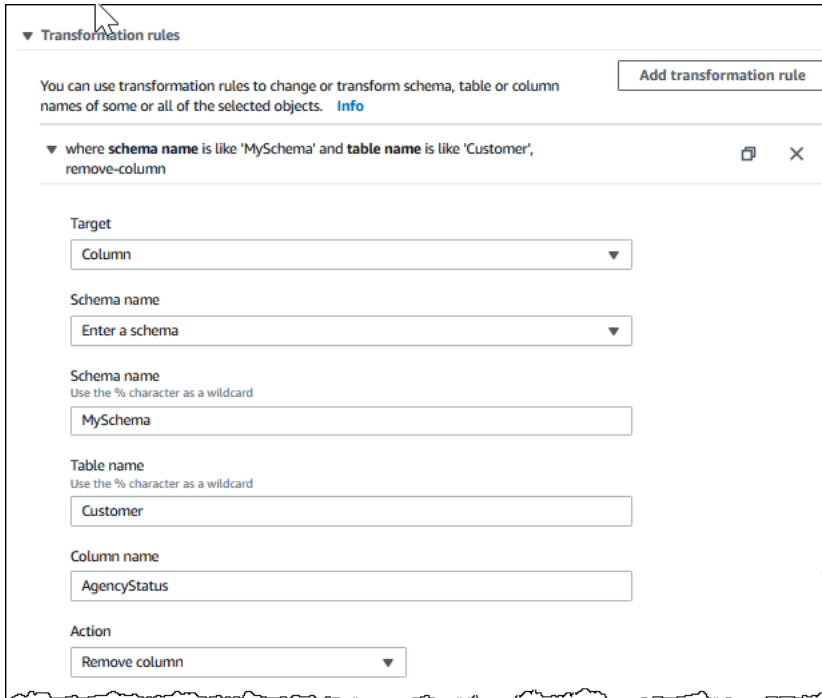 Transformation rules
Add transformation rule
You can use transformation rules to change or transform schema, table or column
names of some or all of the selected objects. Info
where schema name is like 'MySchema' and table name is like 'Customer',
remove-column
Target
Column
Schema name
Enter a schema
Schema name
Use the % character as a wildcard
MySchema
Table name
Use the % character as a wildcard
Customer
Column name
AgencyStatus
Action
Remove column